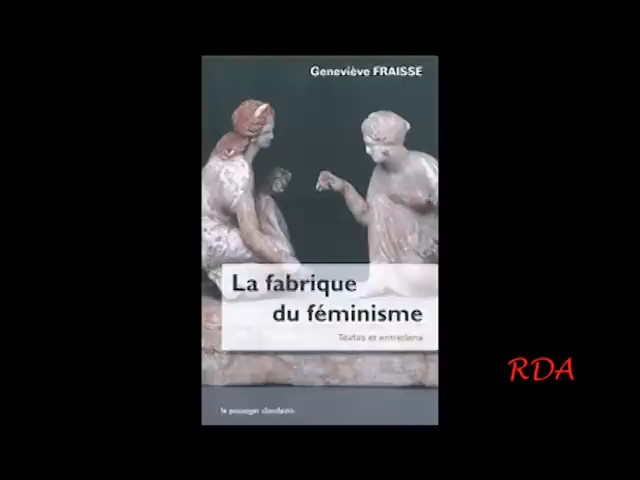 Geneviève FRAISSE
La fabrique
du féminisme
Textes et entretiens
le passager clandestin
RDA